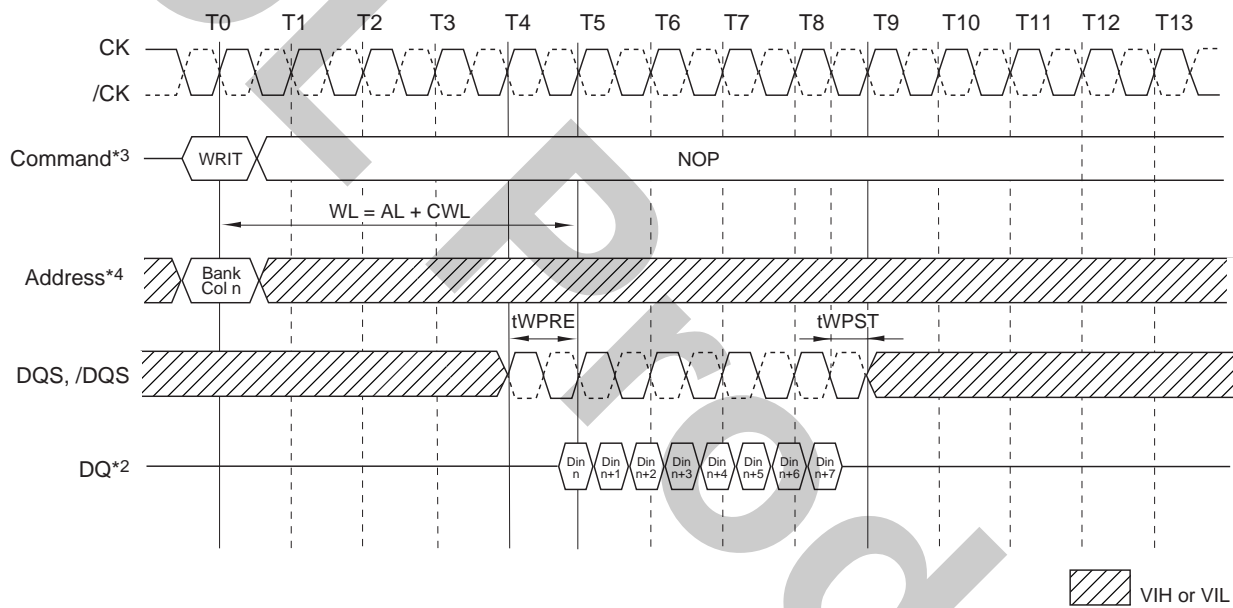 T0 T1 T2 T3 T4 T5 T6 T7 T8 T9 T10 T11 T12 T13
CK
/CK
Command*3
WRIT
NOP
WL = AL + CWL
Address*4
Bank
Col n
tWPRE
tWPST
DQS, /DQS
DQ*2
Din
n
Din
n+1
Din
n+2
Din
n+3
Din
n+4
Din
n+5
Din
n+6
Din
n+7
VIH or VIL
L Prod